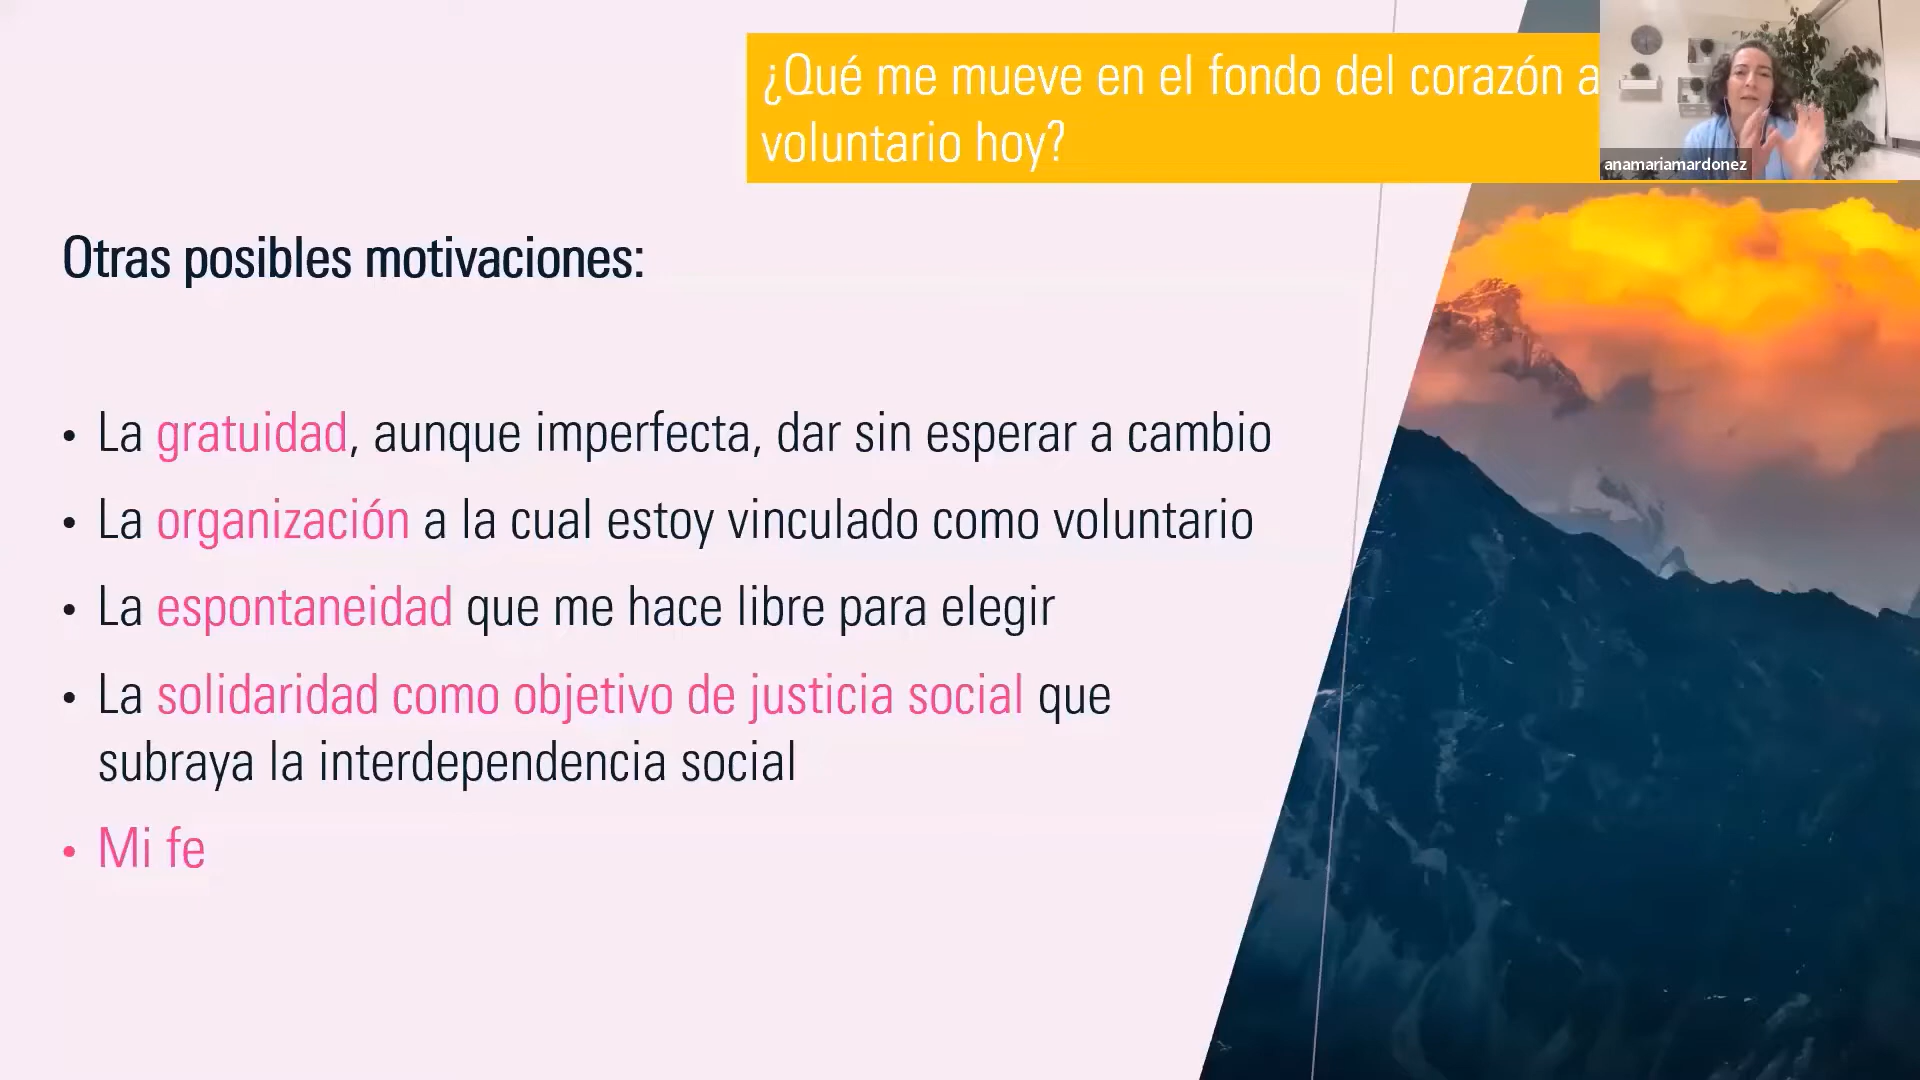 ¿Qué me mueve en el fondo del corazón a
voluntario hoy?
anamariamardonez
Otras posibles motivaciones:
• La gratuidad, aunque imperfecta, dar sin esperar a cambio
• La organización a la cual estoy vinculado como voluntario
• La espontaneidad que me hace libre para elegir
• La solidaridad como objetivo de justicia social que
subraya la interdependencia social
• Mi fe